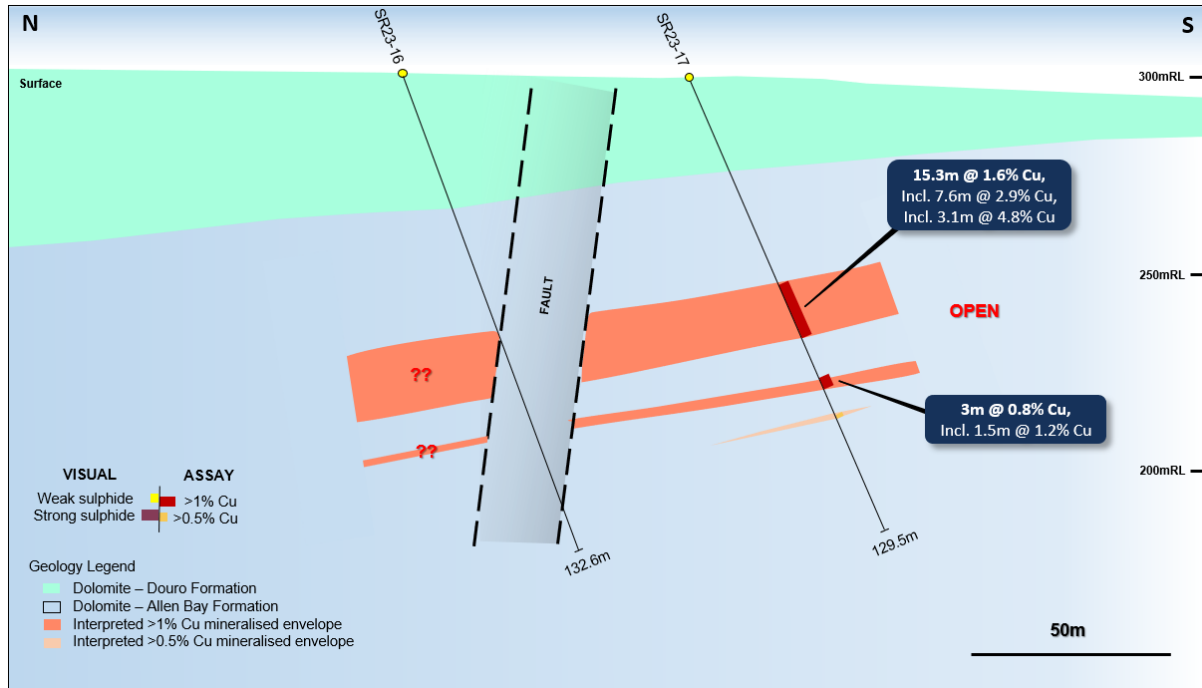 N
S
SR23-16
SR23-17
Surface
300mRL
15.3m @ 1.6% Cu,
Incl. 7.6m @ 2.9% Cu,
Incl. 3.1m @ 4.8% Cu
250mRL
FAULT
OPEN
??
??
3m @ 0.8% Cu,
Incl. 1.5m @ 1.2% Cu
200mRL
VISUAL ASSAY
Weak sulphide >1% Cu
Strong sulphide >0.5% Cu
132.6m
129.5m
Geology Legend
Dolomite – Douro Formation
Dolomite – Allen Bay Formation
Interpreted >1% Cu mineralised envelope
Interpreted >0.5% Cu mineralised envelope
50m